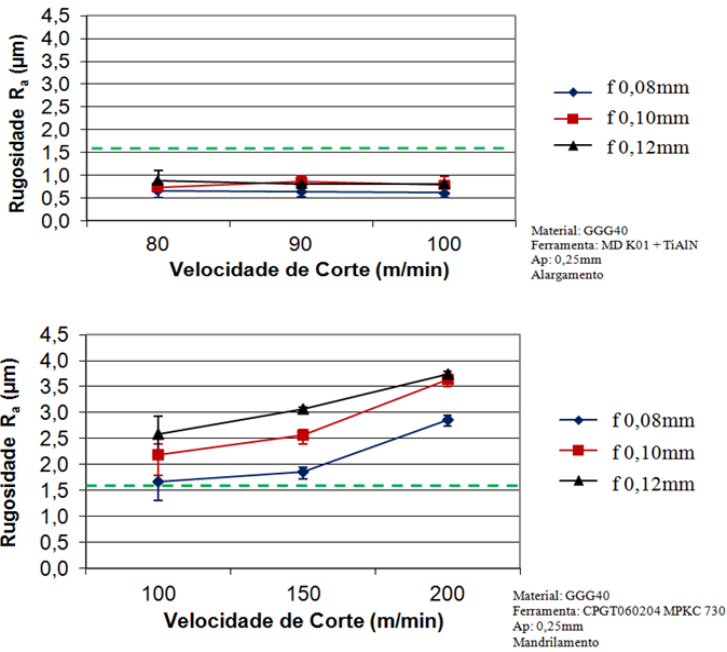 4,5
4,0
3,5
3,0
2,5
2,0
1,5
1,0
0,5
0,0
Rugosidade Ra (µm)
80 90 100
Velocidade de Corte (m/min)
f 0,08mm
f 0,10mm
f 0,12mm
Material: GGG40
Ferramenta: MD K01 + TiAlN
Ap: 0,25mm
Alargamento
4,5
4,0
3,5
3,0
2,5
2,0
1,5
1,0
0,5
0,0
Rugosidade Ra (µm)
100 150 200
Velocidade de Corte (m/min)
f 0,08mm
f 0,10mm
f 0,12mm
Material: GGG40
Ferramenta: CPGT060204 MPKC 730
Ap: 0,25mm
Mandrilamento